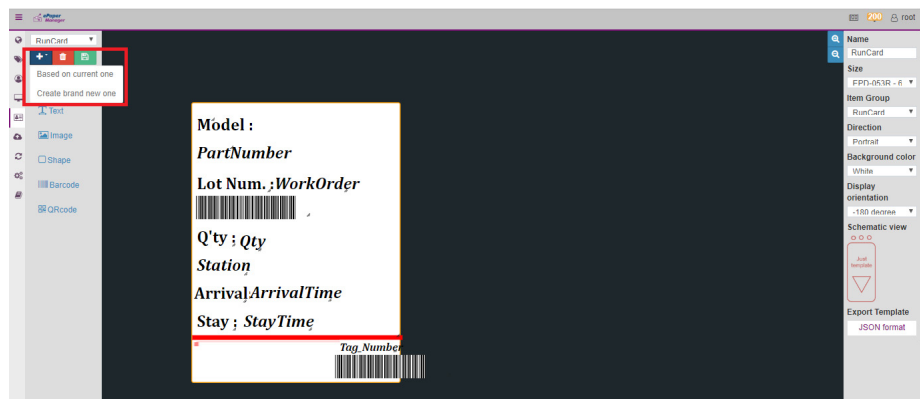 ePaper Manager
200
root
RunCard
Based on current one
Create brand new one
Text
Image
Shape
Barcode
QRcode
Model :
PartNumber
Lot Num. :WorkOrder
Q'ty : Qty
Station
Arrival:ArrivalTime
Stay : StayTime
Tag_Number
Name
RunCard
Size
EPD-053R - 6
Item Group
RunCard
Direction
Portrait
Background color
White
Display
orientation
-180 degree
Schematic view
Just
template
Export Template
JSON format